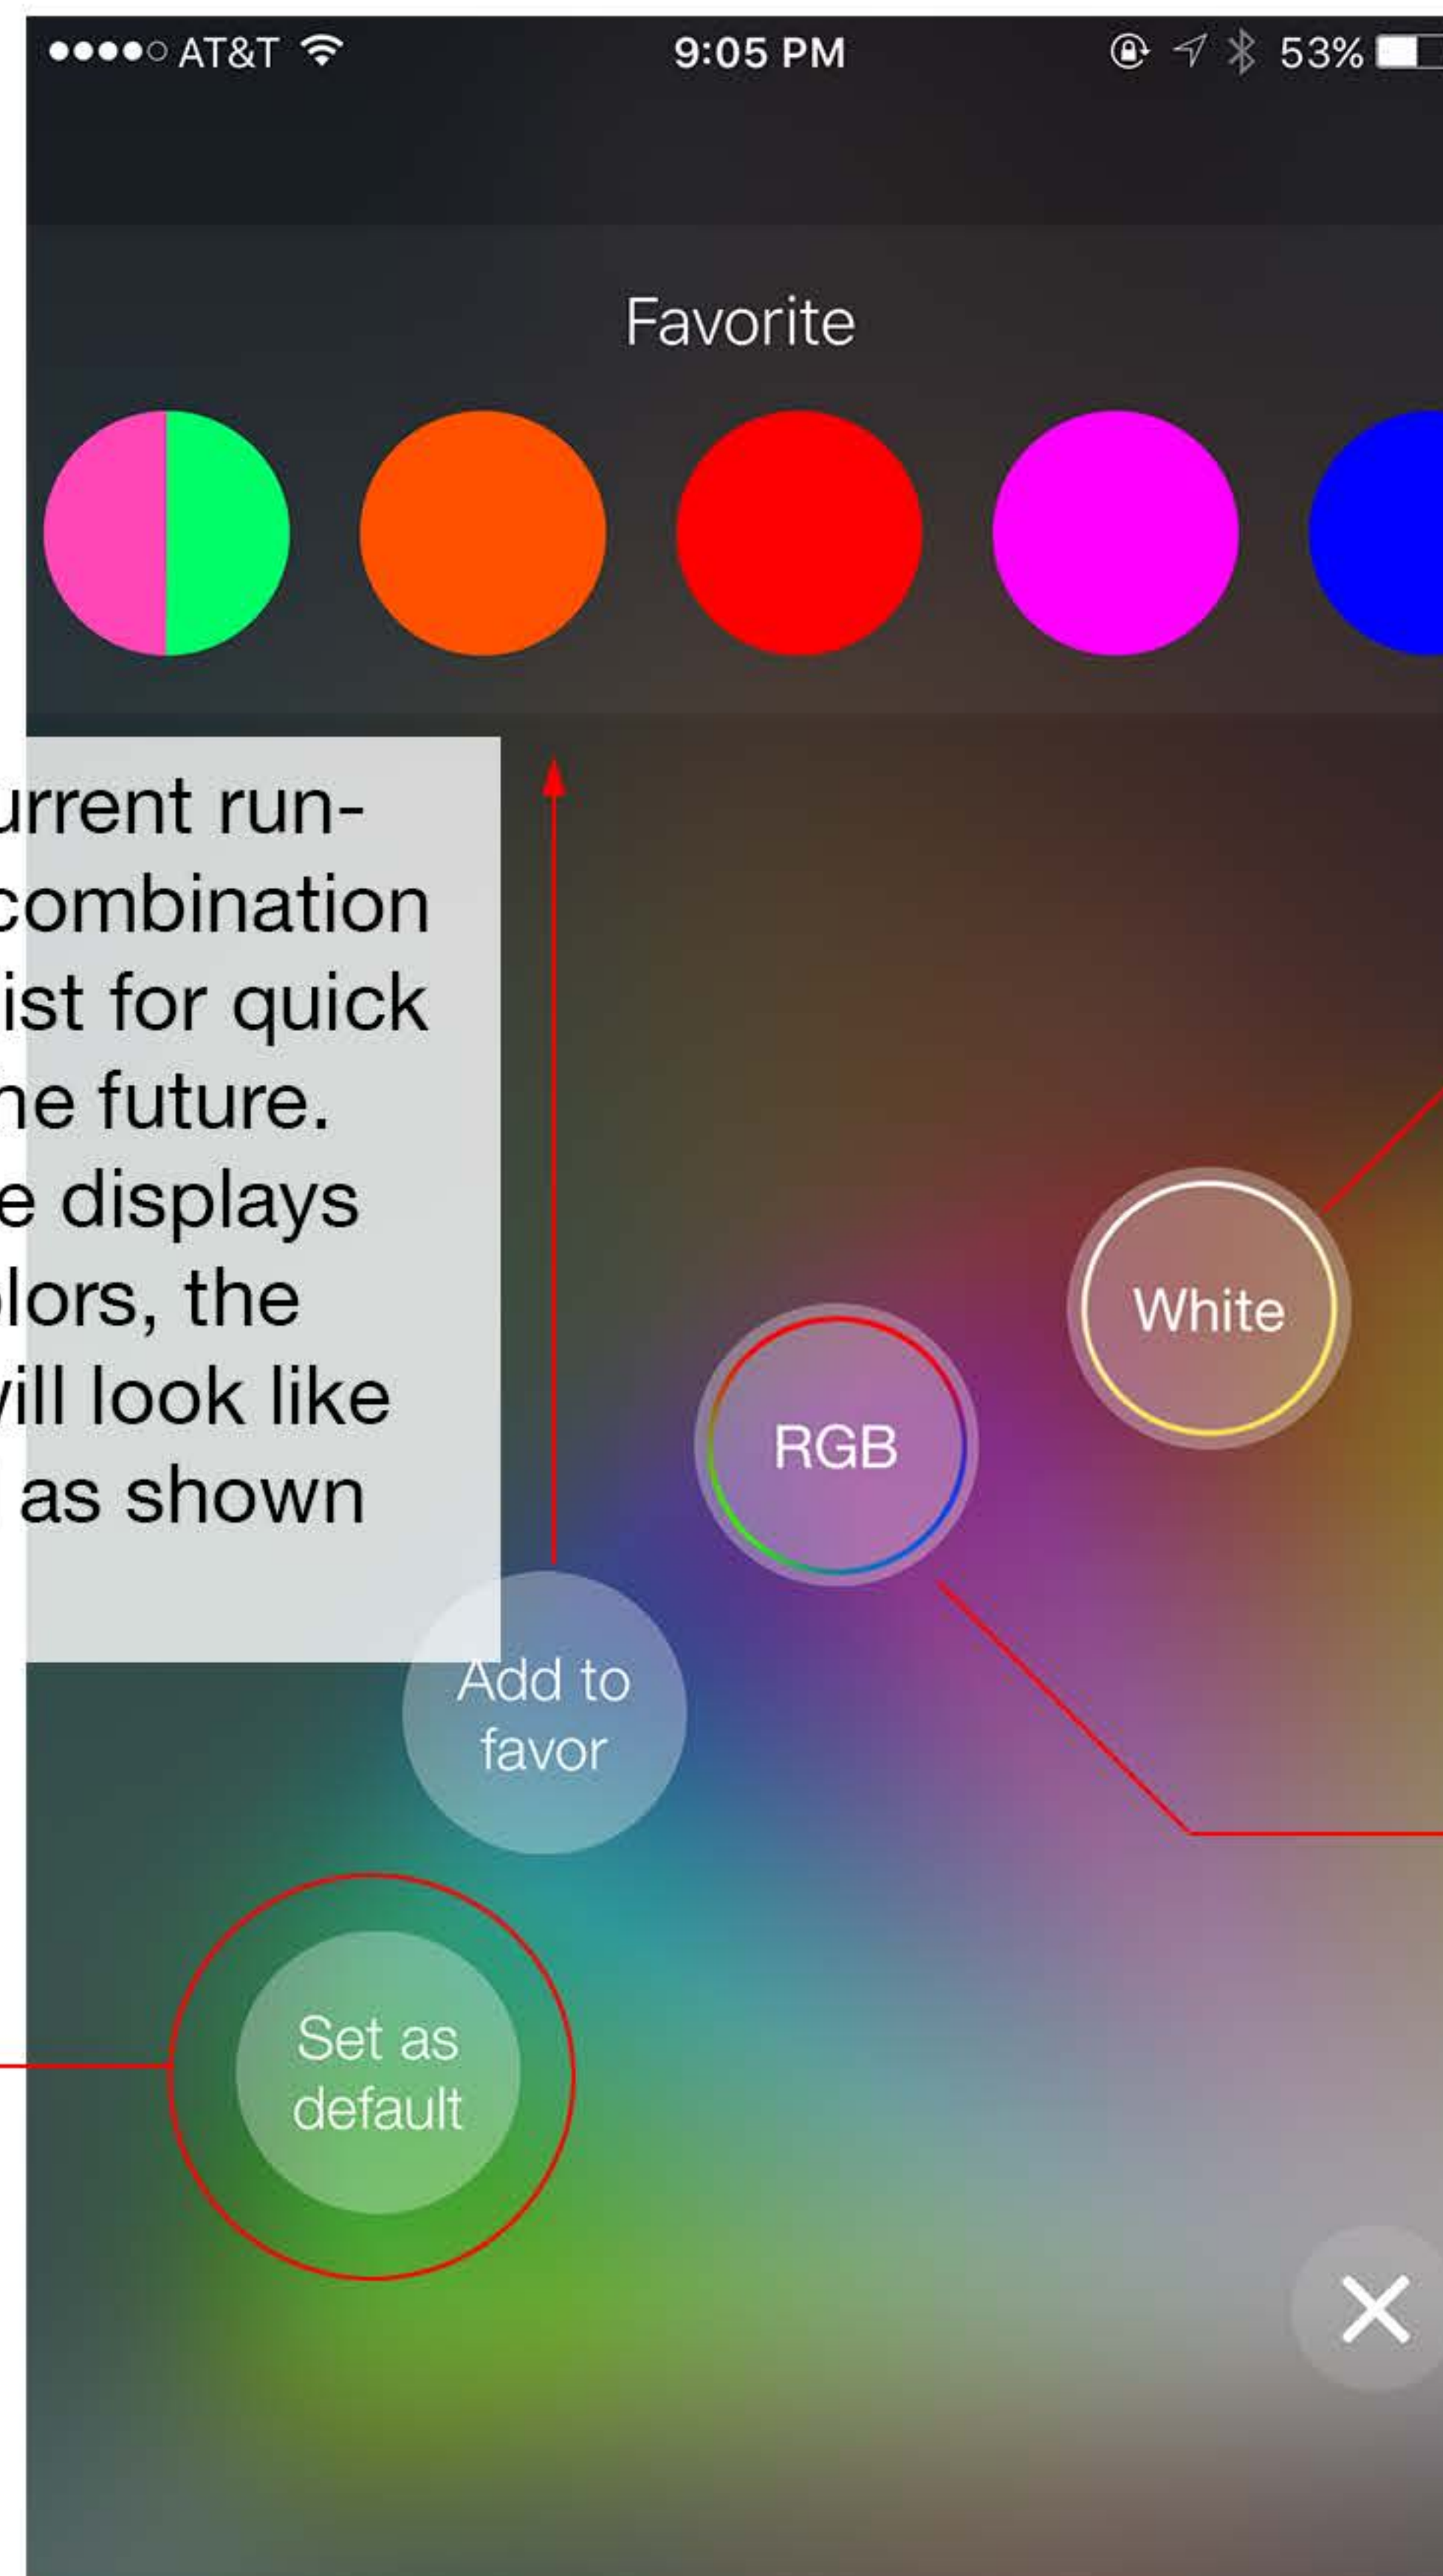 AT&T 9:05 PM 53%
Favorite
urrent run-
combination
ist for quick
he future.
e displays
lors, the
ill look like
as shown
White
RGB
Add to
favor
Set as
default